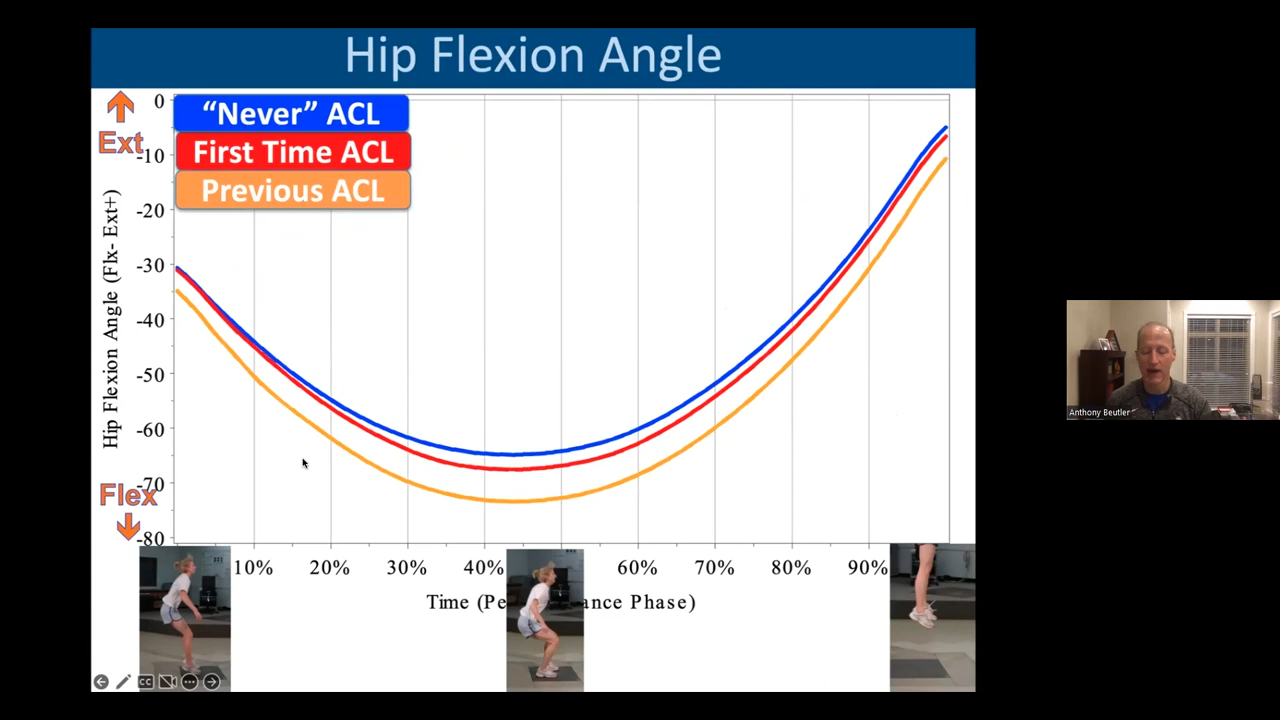 Hip Flexion Angle
Ext
"Never" ACL
First Time ACL
Previous ACL
Hip Flexion Angle (Flx- Ext+)
0
-10
-20
-30
-40
-50
-60
-70
-80
Flex
10%
20%
30%
40%
60%
70%
80%
90%
Time (Pe
ance Phase)
CC
Anthony Beutler